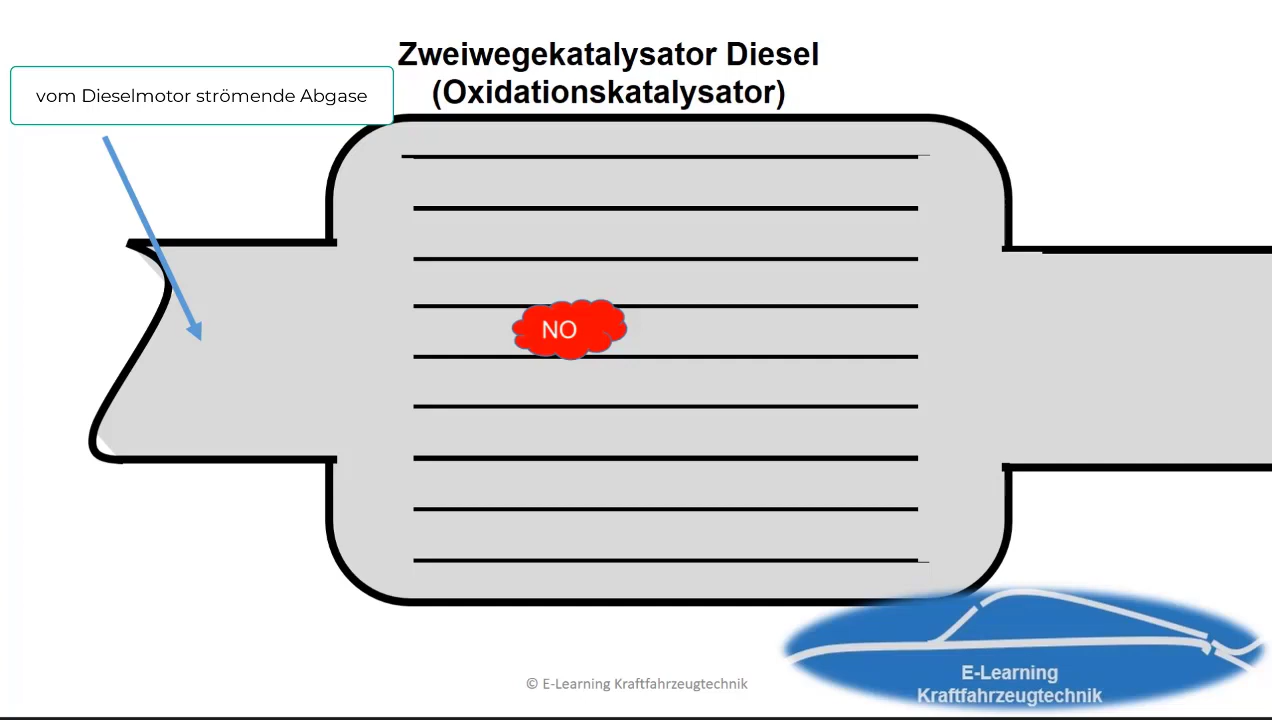 Zweiwegekatalysator Diesel
(Oxidationskatalysator)
vom Dieselmotor strömende Abgase
NO
© E-Learning Kraftfahrzeugtechnik
E-Learning
Kraftfahrzeugtechnik